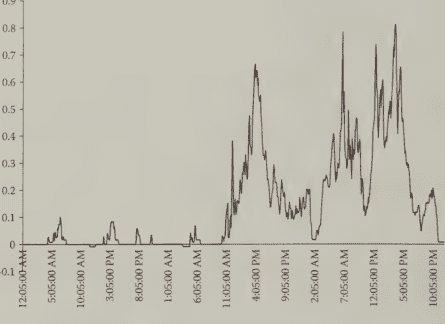 0.9
0.8
0.7
0.6
0.5
0.4
0.3
0.2
0.1
0
-0.1
12:05:00 AM
5:05:00 AM
10:05:00 AM
3:05:00 PM
8:05:00 PM
1:05:00 AM
6:05:00 AM
11:05:00 AM
4:05:00 PM
9:05:00 PM
2:05:00 AM
7:05:00 AM
12:05:00 PM
5:05:00 PM
10:05:00 PM